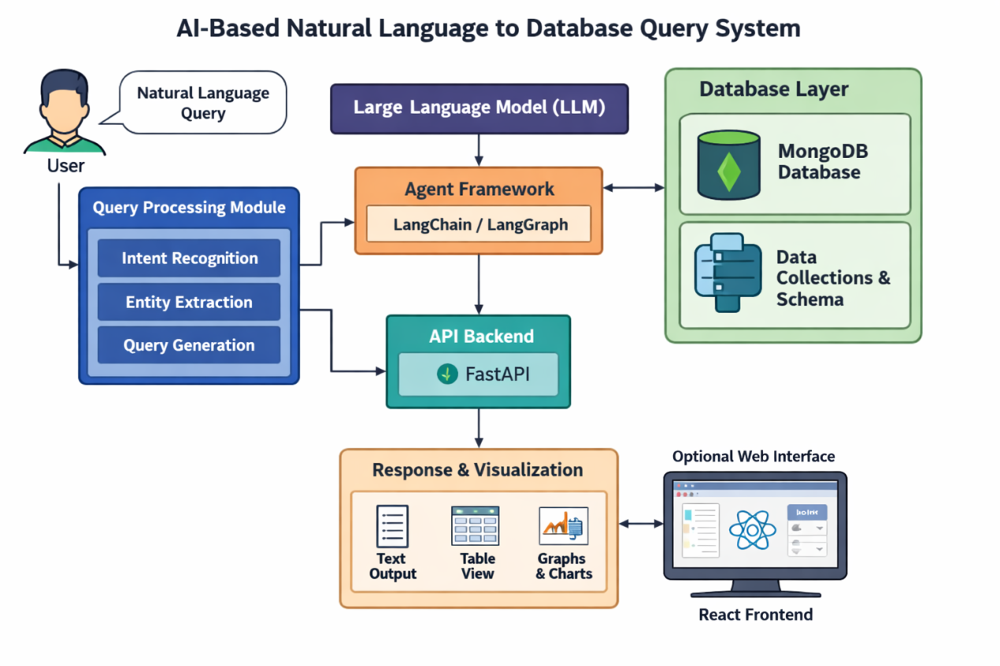 AI-Based Natural Language to Database Query System
Natural Language
Query
User
Large Language Model (LLM)
Database Layer
MongoDB
Database
Data
Collections &
Schema
Agent Framework
LangChain / LangGraph
Query Processing Module
Intent Recognition
Entity Extraction
Query Generation
API Backend
FastAPI
Response & Visualization
Text
Output
Table
View
Graphs
& Charts
Optional Web Interface
React Frontend